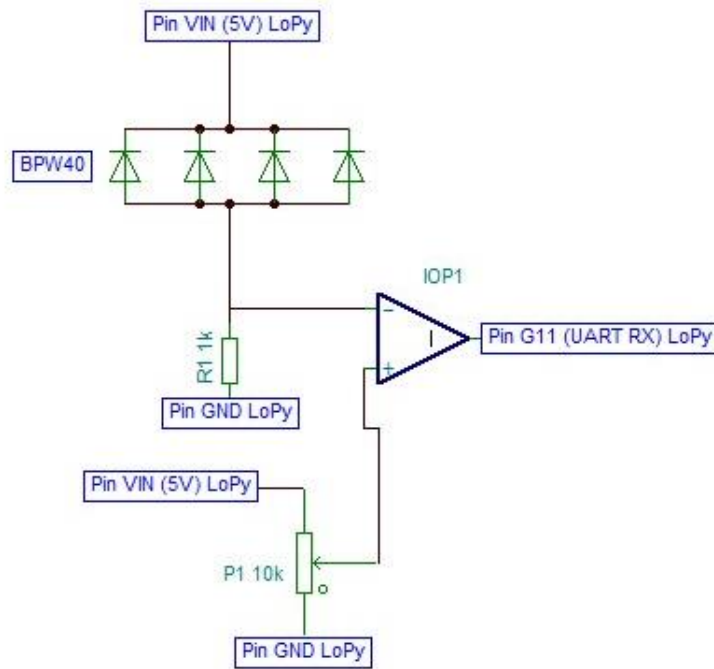 Pin VIN (5V) LoPy
BPW40
IOP1
-
Pin G11 (UART RX) LoPy
+
R1 1k
Pin GND LoPy
Pin VIN (5V) LoPy
P1 10k
Pin GND LoPy